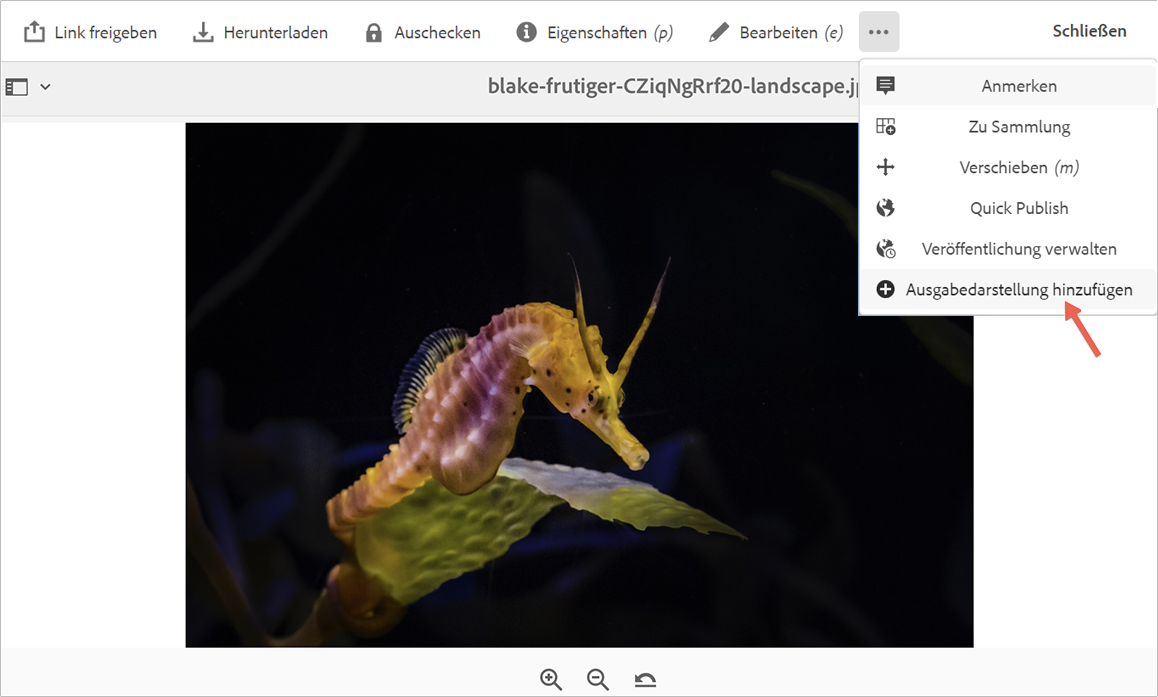 Link freigeben Herunterladen Auschecken Eigenschaften (p) Bearbeiten (e) Schließen
blake-frutiger-CZiqNgRrf20-landscape.j
Anmerken
Zu Sammlung
Verschieben (m)
Quick Publish
Veröffentlichung verwalten
Ausgabedarstellung hinzufügen